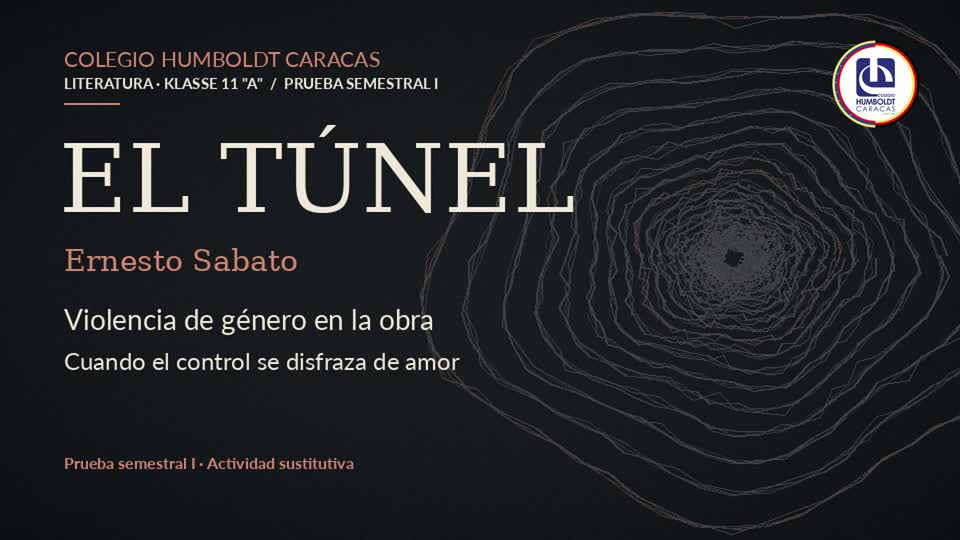 COLEGIO HUMBOLDT CARACAS
LITERATURA · KLASSE 11 "A" / PRUEBA SEMESTRAL I
EL TÚNEL
Ernesto Sabato
Violencia de género en la obra
Cuando el control se disfraza de amor
Prueba semestral I · Actividad sustitutiva
COLEGIO
HUMBOLDT
CARACAS